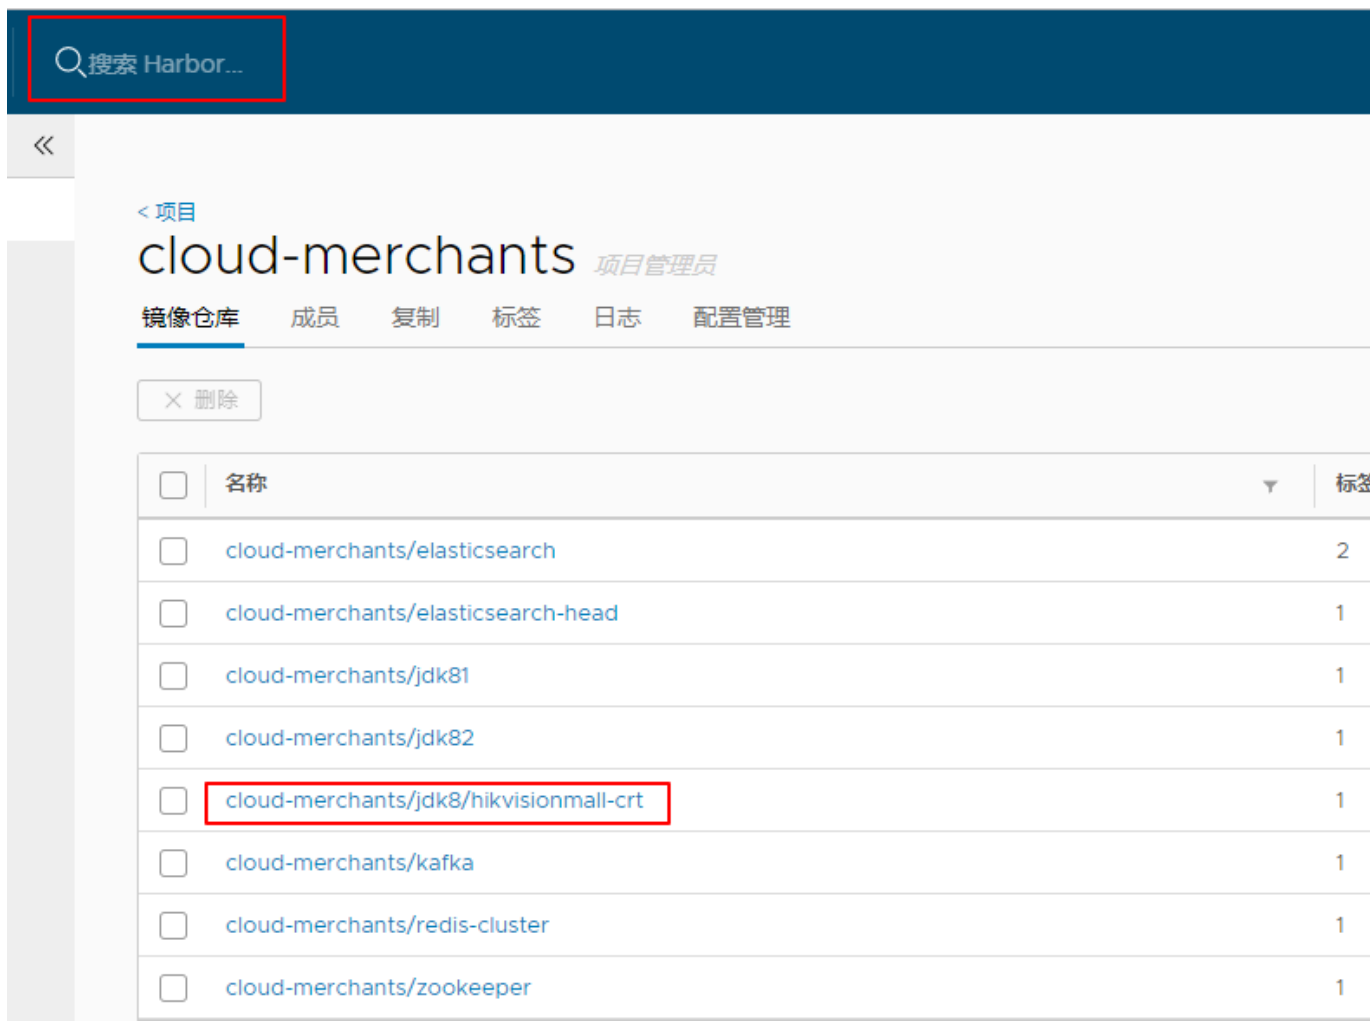 搜索 Harbor...
«
< 项目
cloud-merchants 项目管理员
镜像仓库 成员 复制 标签 日志 配置管理
× 删除
名称 标签
cloud-merchants/elasticsearch 2
cloud-merchants/elasticsearch-head 1
cloud-merchants/jdk81 1
cloud-merchants/jdk82 1
cloud-merchants/jdk8/hikvisionmall-crt 1
cloud-merchants/kafka 1
cloud-merchants/redis-cluster 1
cloud-merchants/zookeeper 1